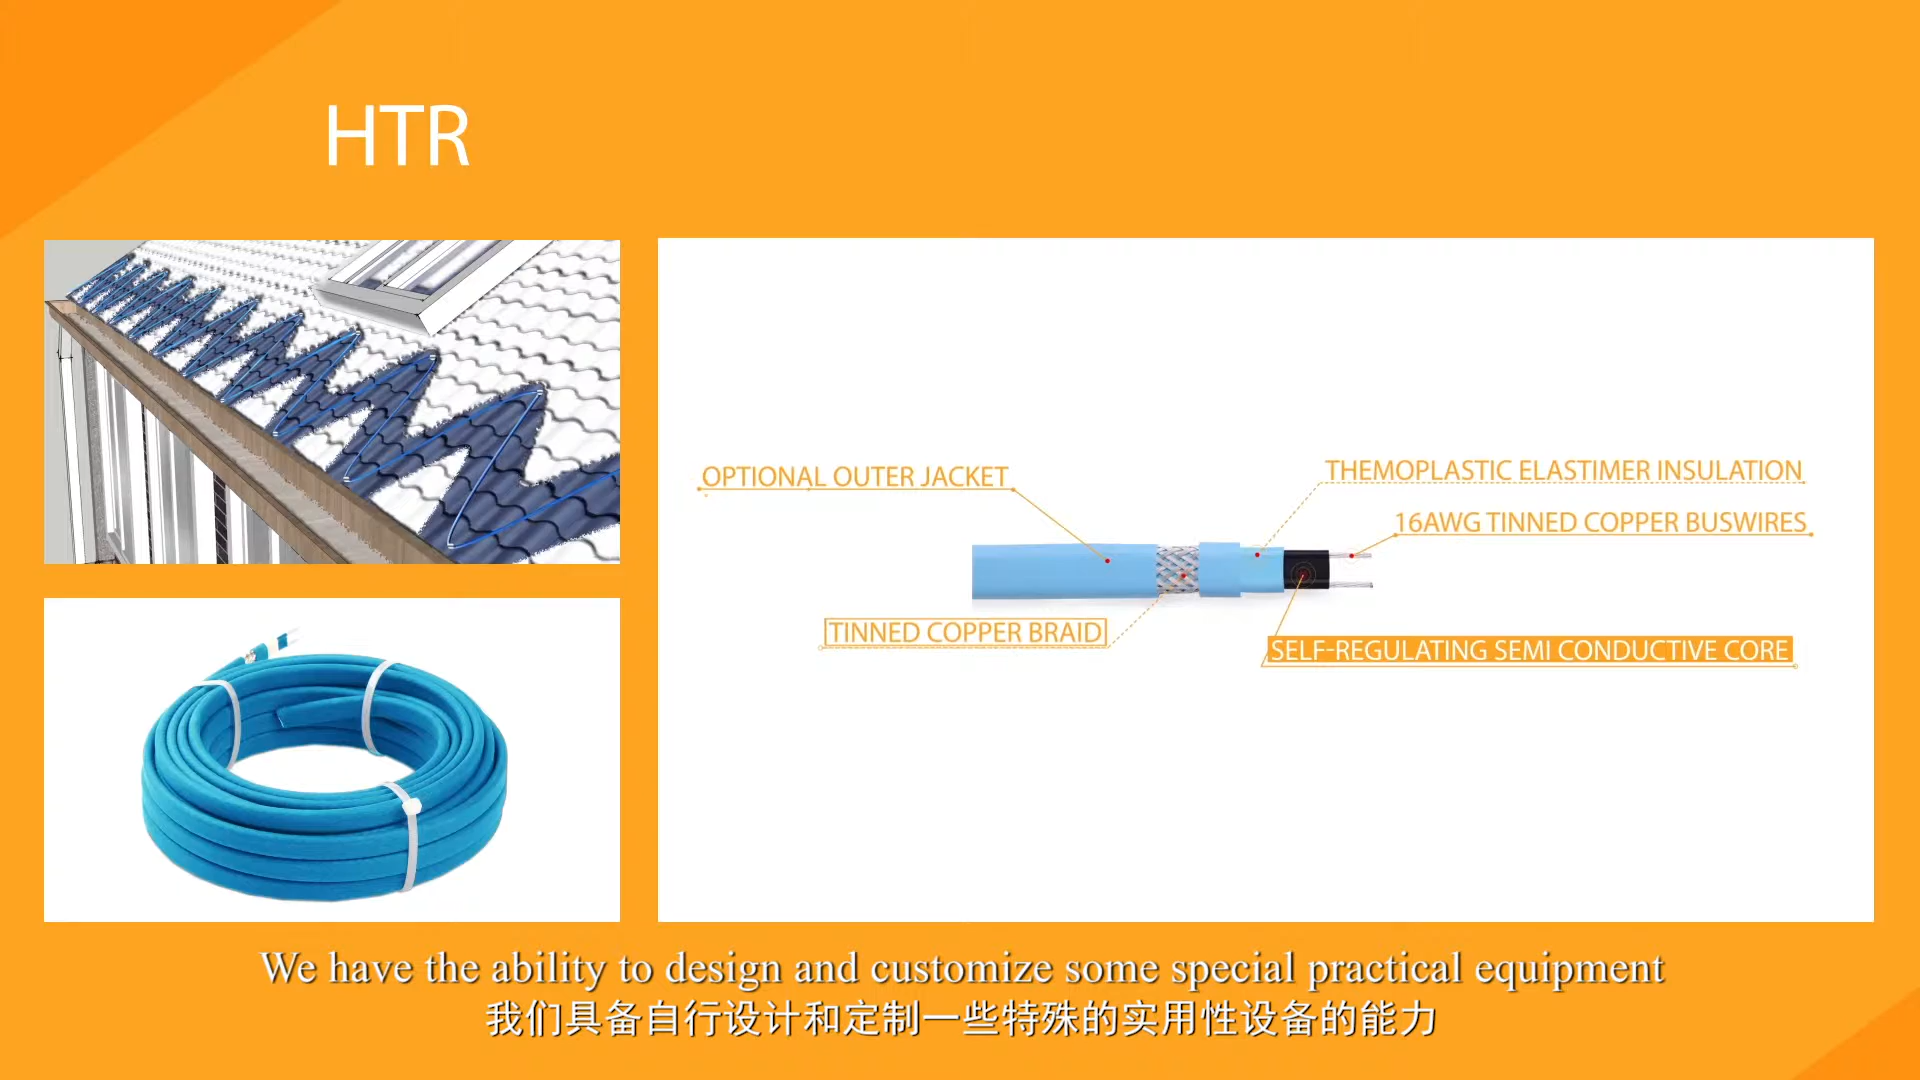 HTR
OPTIONAL OUTER JACKET
THEMOPLASTIC ELASTIMER INSULATION
16AWG TINNED COPPER BUSWIRES
TINNED COPPER BRAID
SELF-REGULATING SEMI CONDUCTIVE CORE
We have the ability to design and customize some special practical equipment
我们具备自行设计和定制一些特殊的实用性设备的能力